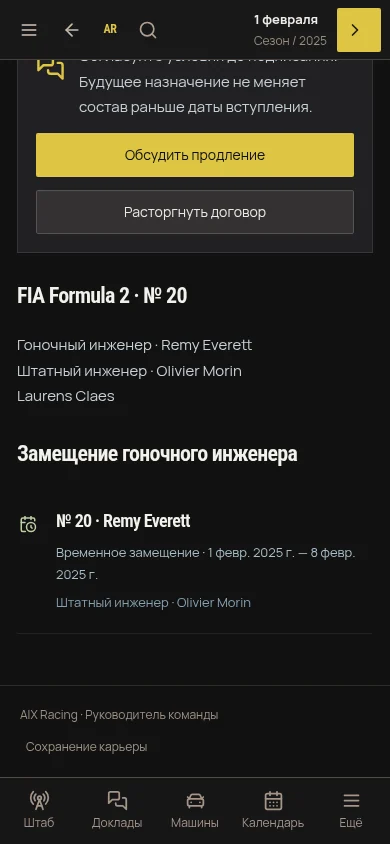 AR
1 февраля
Сезон / 2025
Будущее назначение не меняет
состав раньше даты вступления.
Обсудить продление
Расторгнуть договор
FIA Formula 2 · № 20
Гоночный инженер · Remy Everett
Штатный инженер · Olivier Morin
Laurens Claes
Замещение гоночного инженера
№ 20 · Remy Everett
Временное замещение · 1 февр. 2025 г. — 8 февр.
2025 г.
Штатный инженер · Olivier Morin
AIX Racing · Руководитель команды
Сохранение карьеры
Штаб
Доклады
Машины
Календарь
Ещё